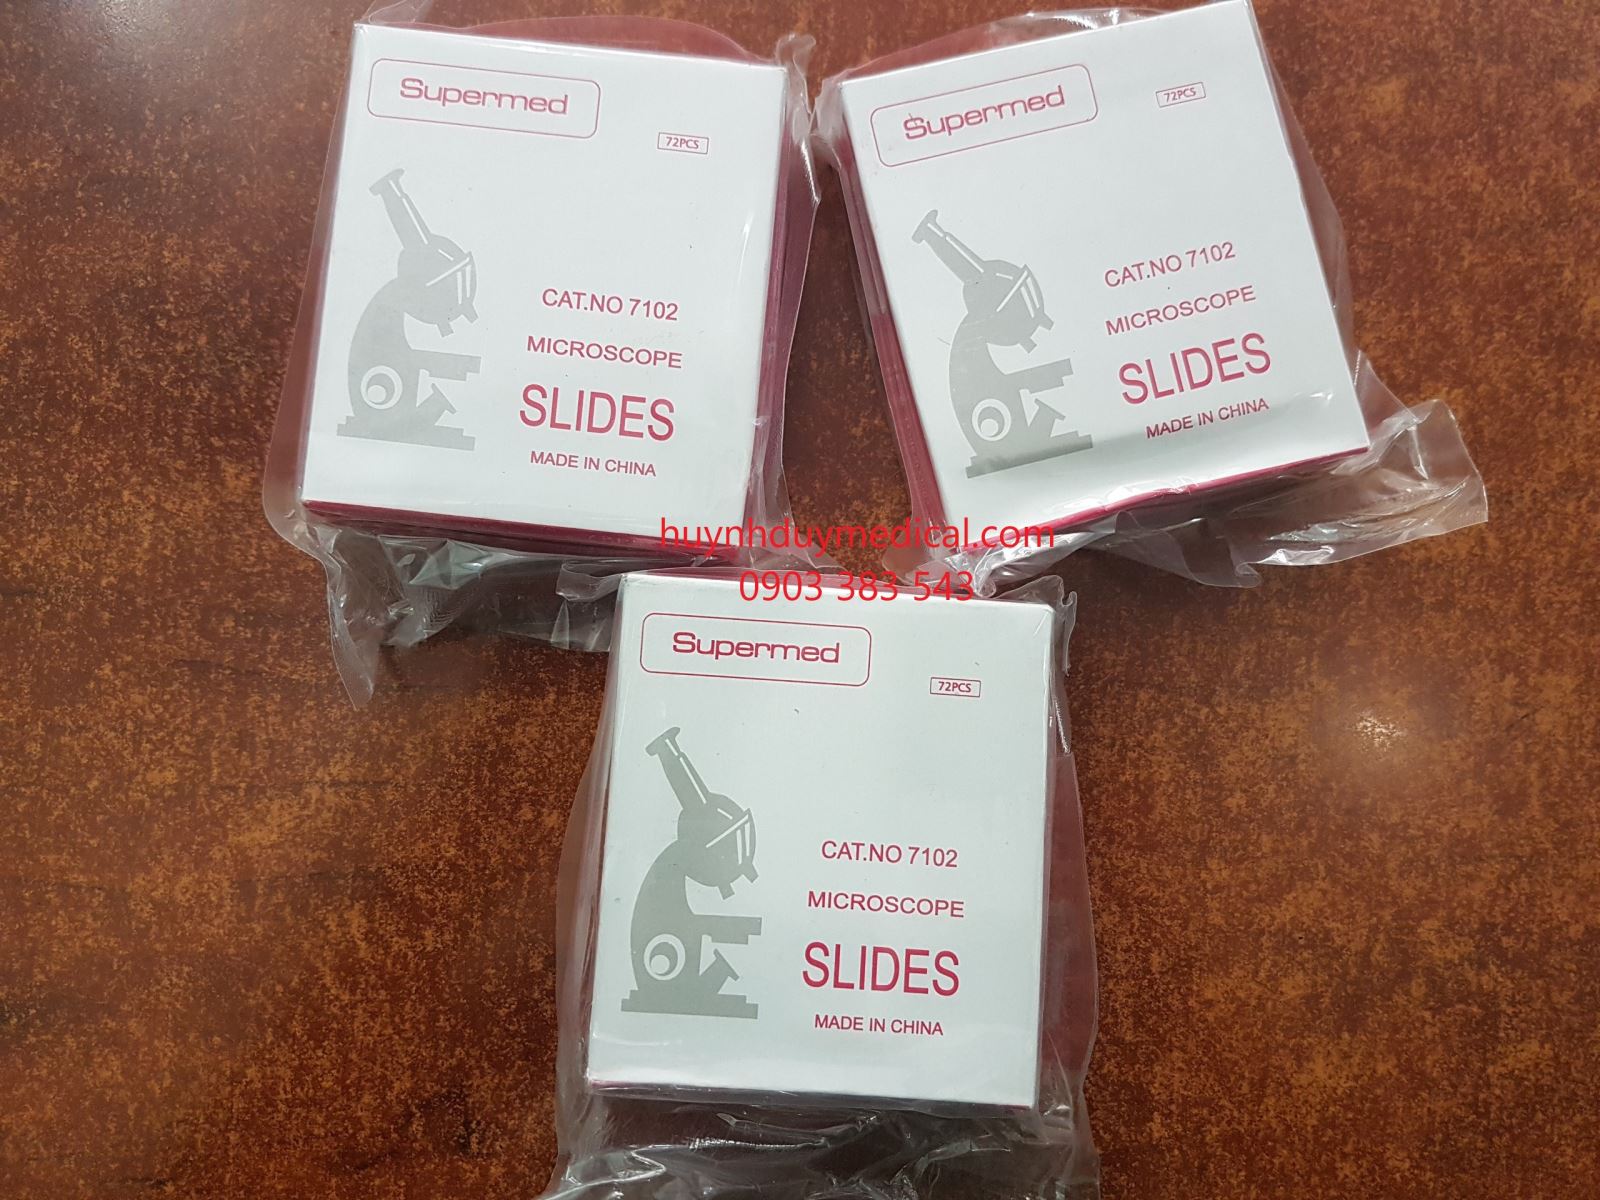 Supermed
72PCS
CAT.NO 7102
MICROSCOPE
SLIDES
MADE IN CHINA
Supermed
72PCS
CAT.NO 7102
MICROSCOPE
SLIDES
MADE IN CHINA
huynhduymedical.com
0903 383 543
Supermed
72PCS
CAT.NO 7102
MICROSCOPE
SLIDES
MADE IN CHINA